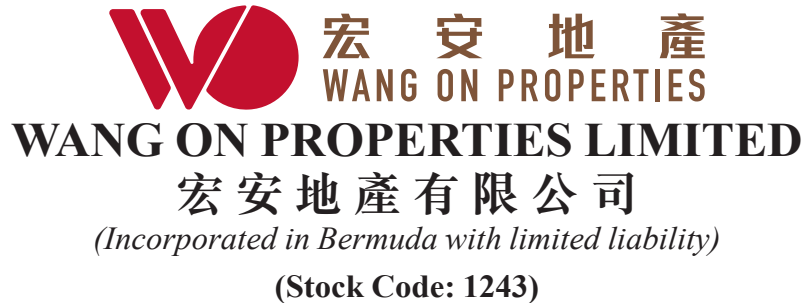 WO 宏安地產
WANG ON PROPERTIES
WANG ON PROPERTIES LIMITED
宏安地產有限公司
(Incorporated in Bermuda with limited liability)
(Stock Code: 1243)